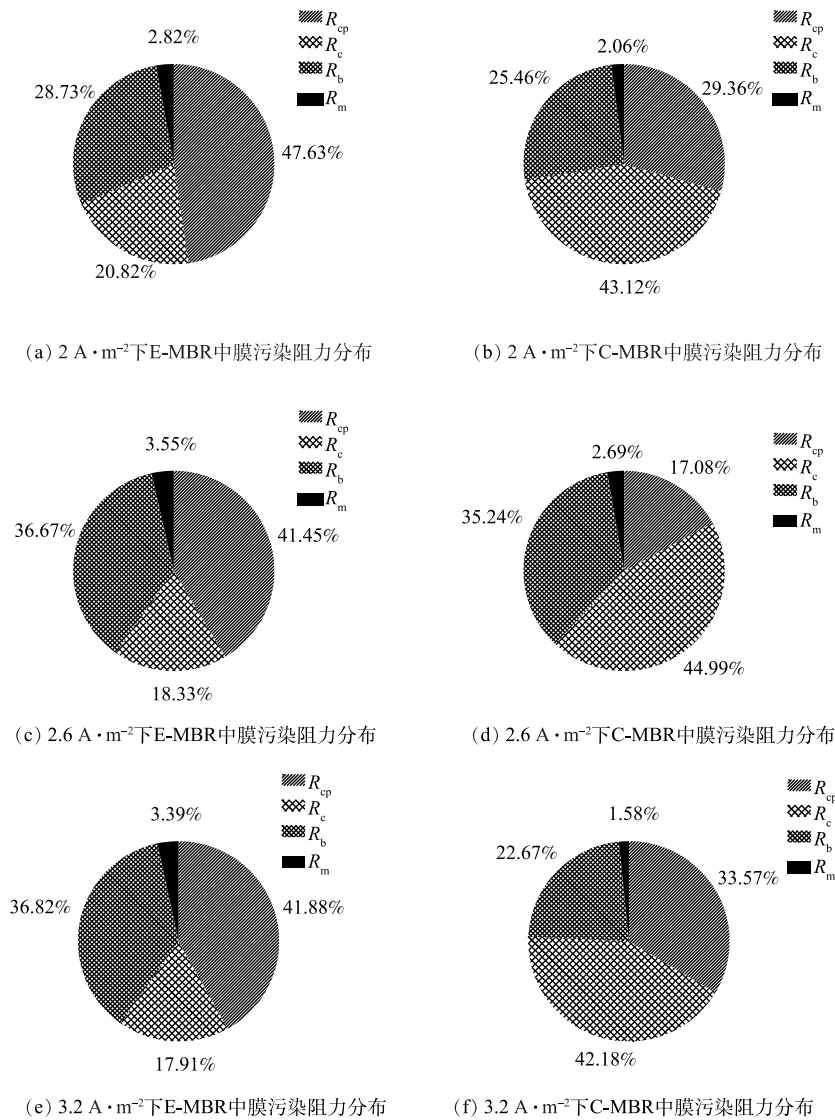 R_cp
R_c
R_b
R_m
2.82%
28.73%
47.63%
20.82%
(a) 2 A·m⁻²下E-MBR中膜污染阻力分布
R_cp
R_c
R_b
R_m
2.06%
25.46%
29.36%
43.12%
(b) 2 A·m⁻²下C-MBR中膜污染阻力分布
R_cp
R_c
R_b
R_m
3.55%
36.67%
41.45%
18.33%
(c) 2.6 A·m⁻²下E-MBR中膜污染阻力分布
R_cp
R_c
R_b
R_m
2.69%
17.08%
35.24%
44.99%
(d) 2.6 A·m⁻²下C-MBR中膜污染阻力分布
R_cp
R_c
R_b
R_m
3.39%
36.82%
41.88%
17.91%
(e) 3.2 A·m⁻²下E-MBR中膜污染阻力分布
R_cp
R_c
R_b
R_m
1.58%
22.67%
33.57%
42.18%
(f) 3.2 A·m⁻²下C-MBR中膜污染阻力分布